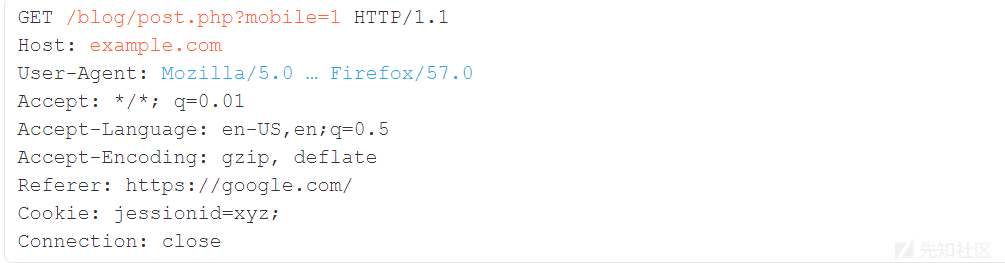 GET /blog/post.php?mobile=1 HTTP/1.1
Host: example.com
User-Agent: Mozilla/5.0 … Firefox/57.0
Accept: */*; q=0.01
Accept-Language: en-US,en;q=0.5
Accept-Encoding: gzip, deflate
Referer: https://google.com/
Cookie: jessionid=xyz;
Connection: close
先知社区